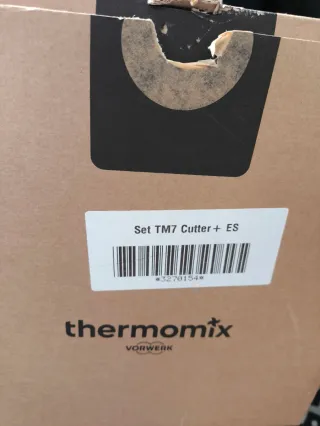 Set TM7 Cutter+ ES
*3270154*
thermomix
VORWERK